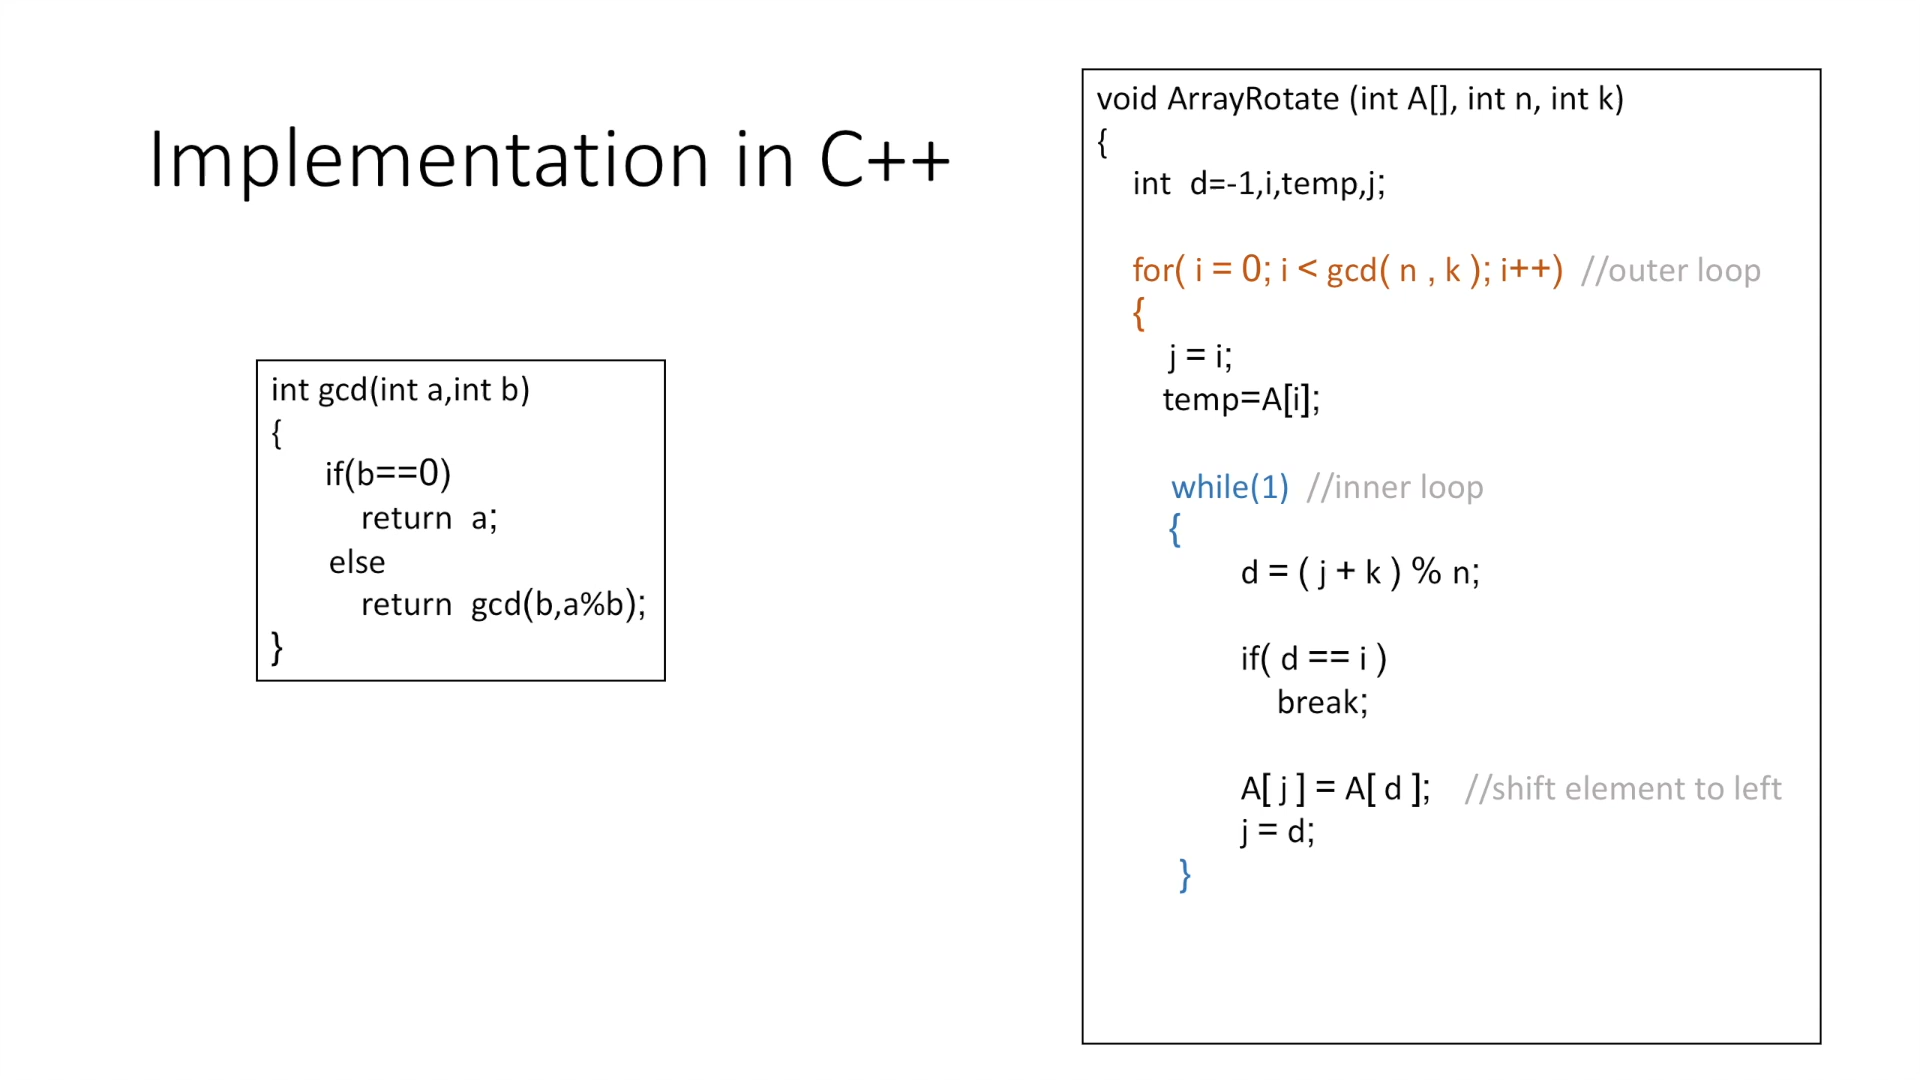 Implementation in C++
int gcd(int a,int b)
{
if(b==0)
return a;
else
return gcd(b,a%b);
}
void ArrayRotate (int A[], int n, int k)
{
int d=-1,i,temp,j;
for( i = 0; i < gcd( n , k ); i++) //outer loop
{
j = i;
temp=A[i];
while(1) //inner loop
{
d = ( j + k ) % n;
if( d == i )
break;
A[ j ] = A[ d ]; //shift element to left
j = d;
}